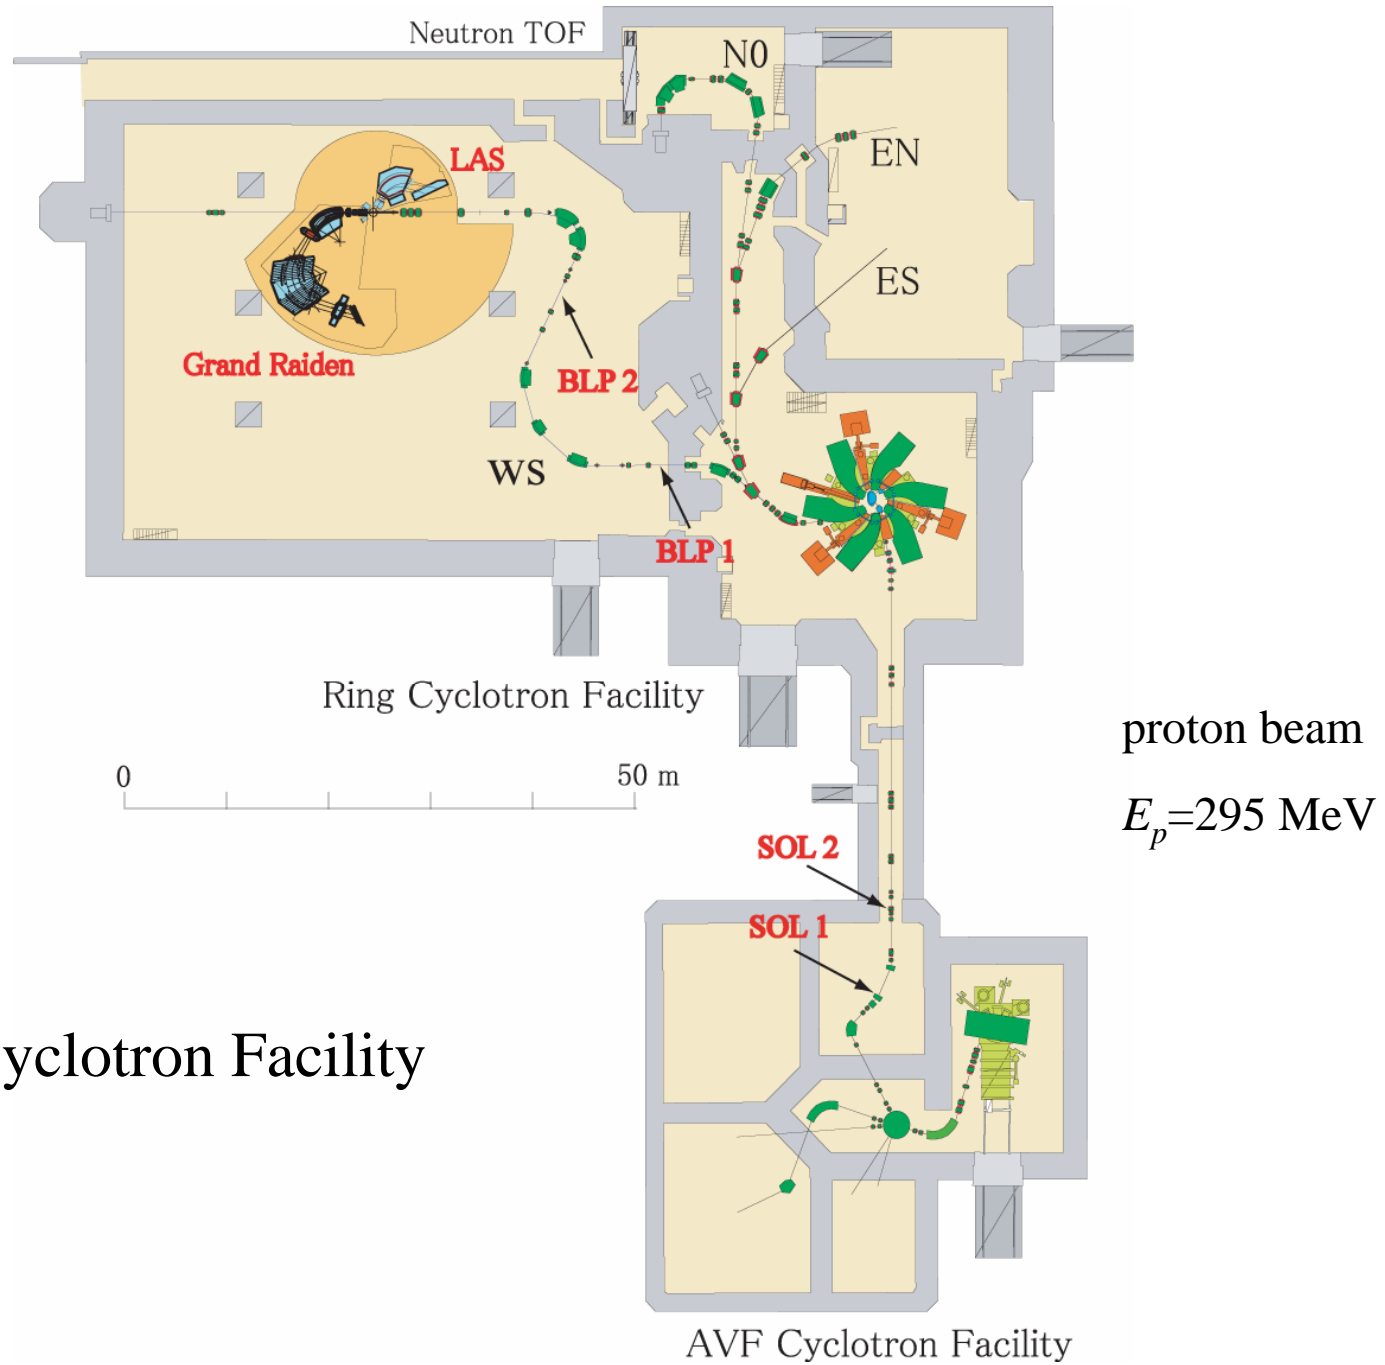 Neutron TOF
N0
EN
LAS
ES
Grand Raiden
BLP 2
WS
BLP 1
Ring Cyclotron Facility
0 50 m
proton beam
Eₚ=295 MeV
SOL 2
SOL 1
yclotron Facility
AVF Cyclotron Facility